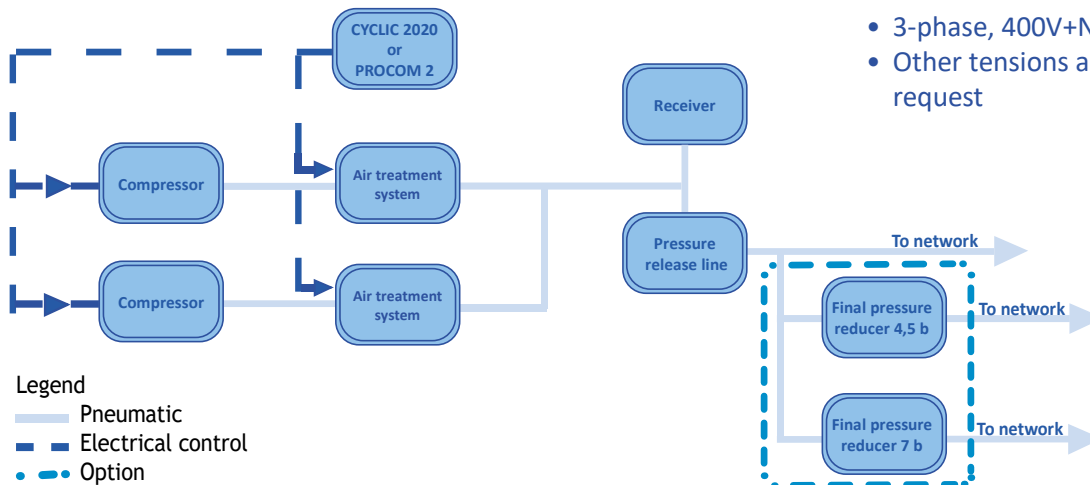 CYCLIC 2020
or
PROCOM 2
• 3-phase, 400V+N
• Other tensions a
request
Receiver
Compressor
Air treatment
system
Pressure
release line
To network
Compressor
Air treatment
system
Final pressure
reducer 4,5 b
To network
Final pressure
reducer 7 b
To network
Legend
Pneumatic
Electrical control
Option